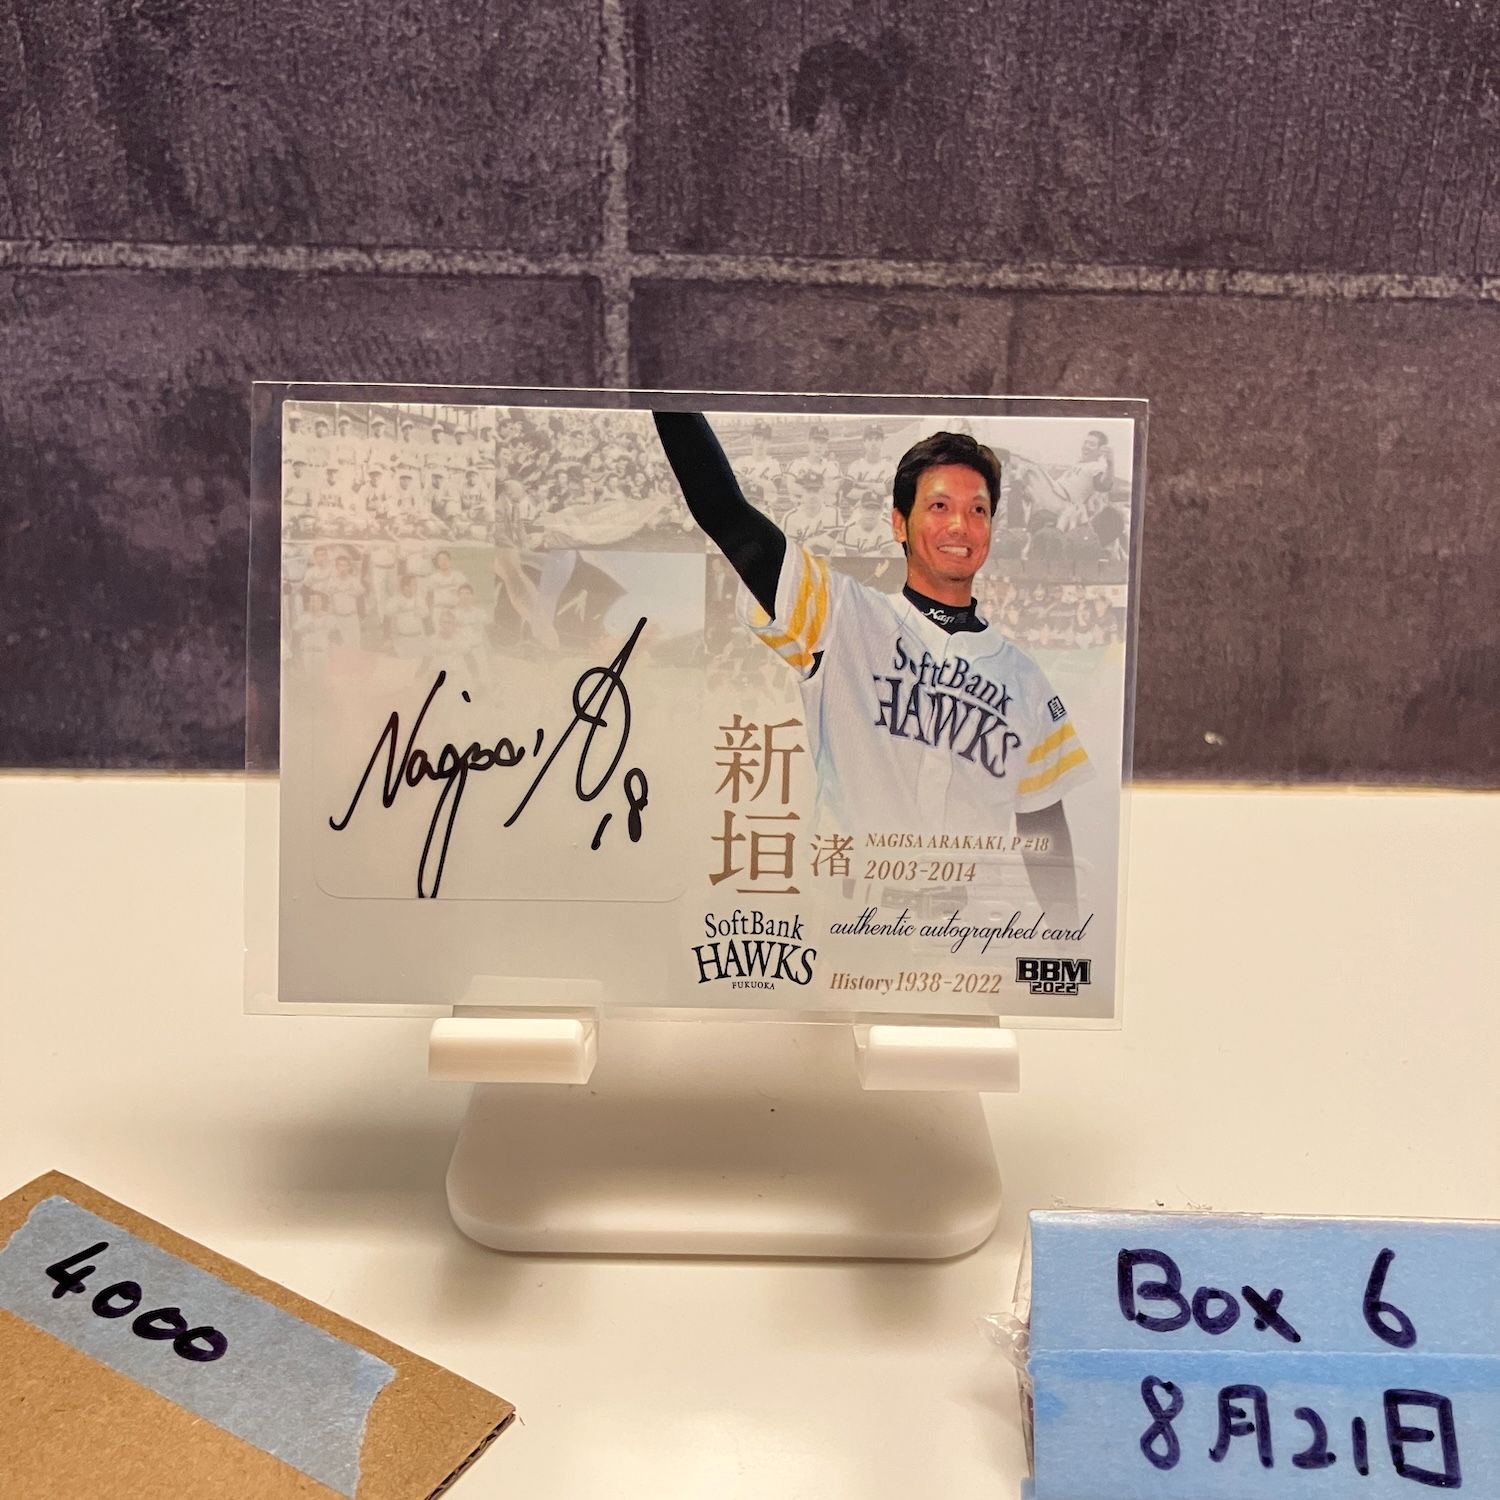 SoftBank
HAWKS
Nagisa
18
新垣 渚
NAGISA ARAKAKI, P #18
2003-2014
SoftBank
HAWKS
FUKUOKA
authentic autographed card
History 1938-2022
BBM
2022
4000
Box 6
8月21日